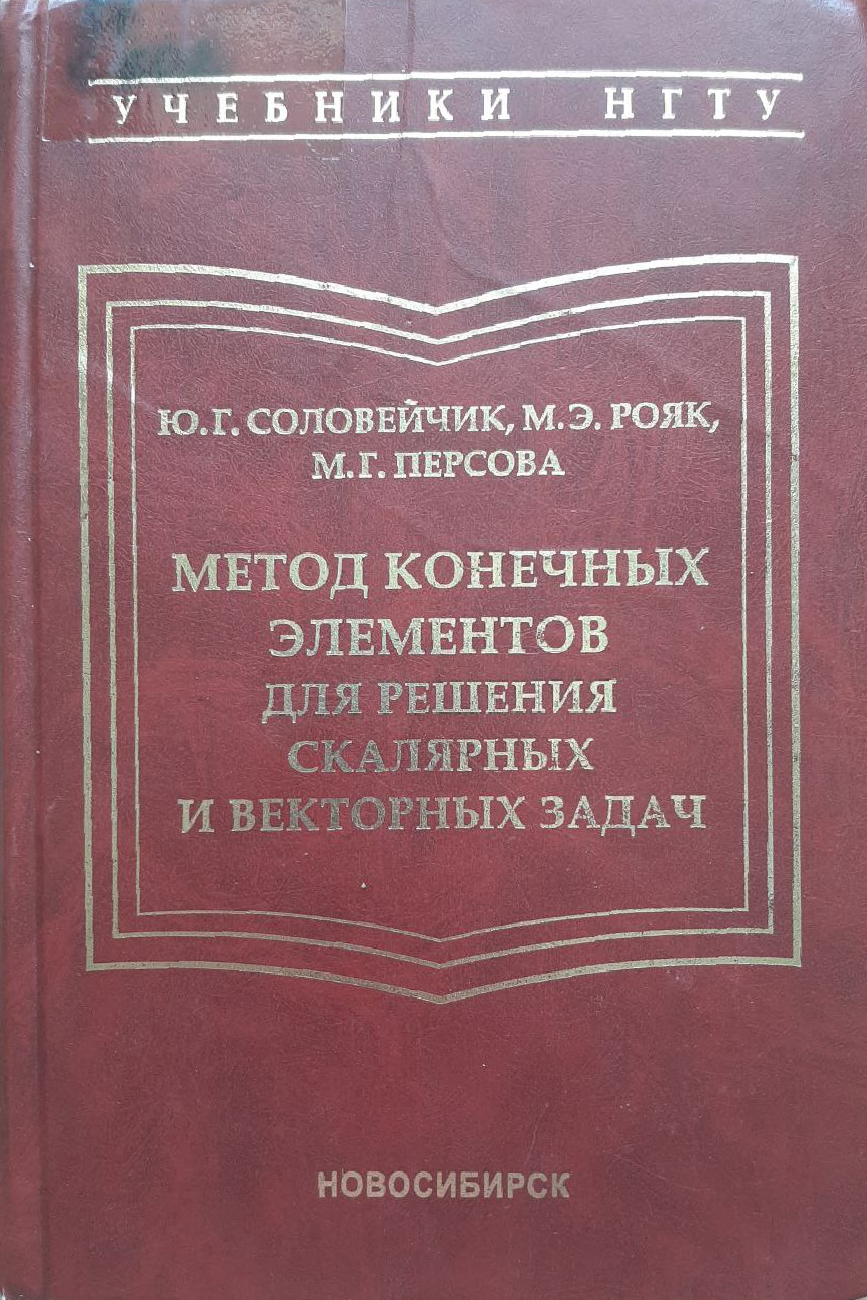 УЧЕБНИКИ НГТУ
Ю.Г. СОЛОВЕЙЧИК, М.Э. РОЯК,
М.Г. ПЕРСОВА
МЕТОД КОНЕЧНЫХ
ЭЛЕМЕНТОВ
ДЛЯ РЕШЕНИЯ
СКАЛЯРНЫХ
И ВЕКТОРНЫХ ЗАДАЧ
НОВОСИБИРСК